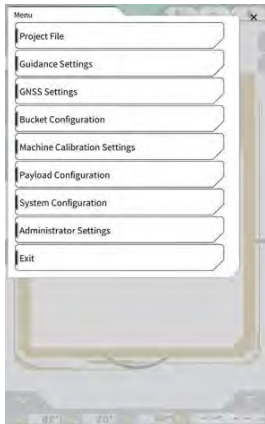 Menu
Project File
Guidance Settings
GNSS Settings
Bucket Configuration
Machine Calibration Settings
Payload Configuration
System Configuration
Administrator Settings
Exit